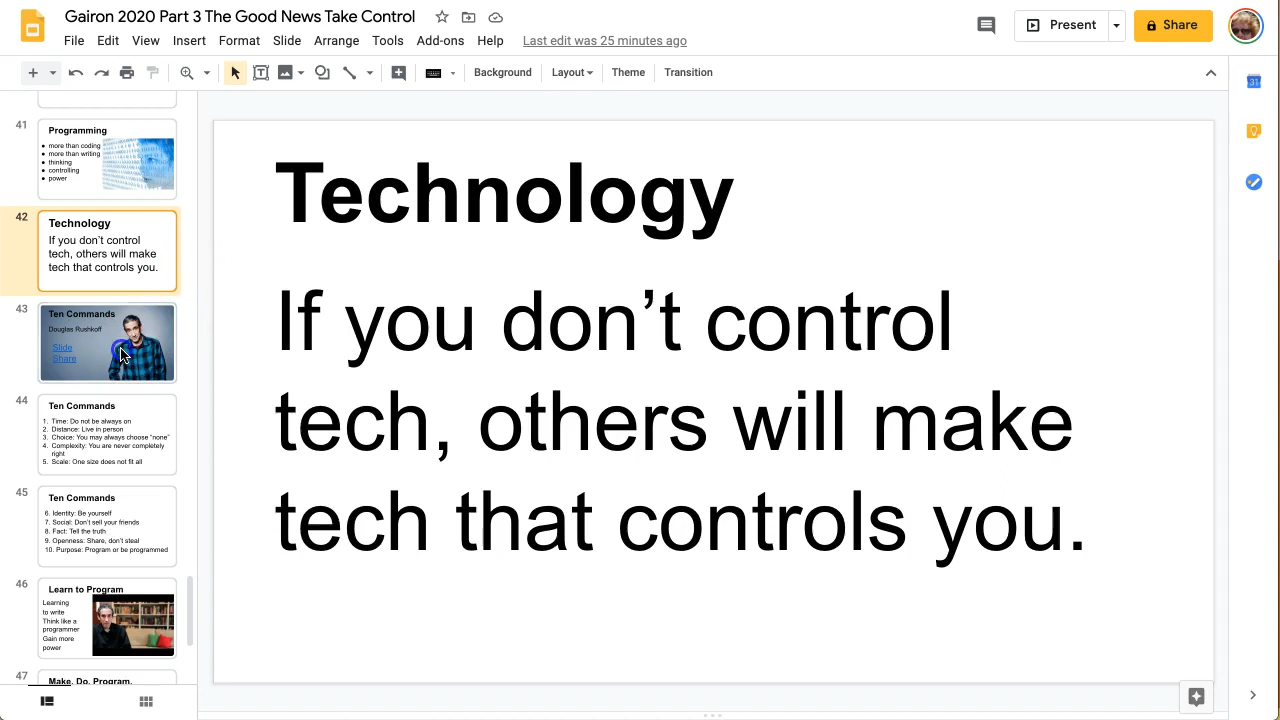 Gairon 2020 Part 3 The Good News Take Control
File Edit View Insert Format Slide Arrange Tools Add-ons Help Last edit was 25 minutes ago
Present
Share
Background Layout Theme Transition
31
41
Programming
more than coding
more than writing
thinking
controlling
power
42
Technology
If you don't control
tech, others will make
tech that controls you.
43
Ten Commands
Douglas Rushkoff
Slide
Share
44
Ten Commands
1. Time: Do not be always on
2. Distance: Live in person
3. Choice: You may always choose "none"
4. Complexity: You are never completely
right
5. Scale: One size does not fit all
45
Ten Commands
6. Identity: Be yourself
7. Social: Don't sell your friends
8. Fact: Tell the truth
9. Openness: Share, don't steal
10. Purpose: Program or be programmed
46
Learn to Program
Learning
to write
Think like a
programmer
Gain more
power
47
Make, Do, Program,
Technology
If you don’t control
tech, others will make
tech that controls you.